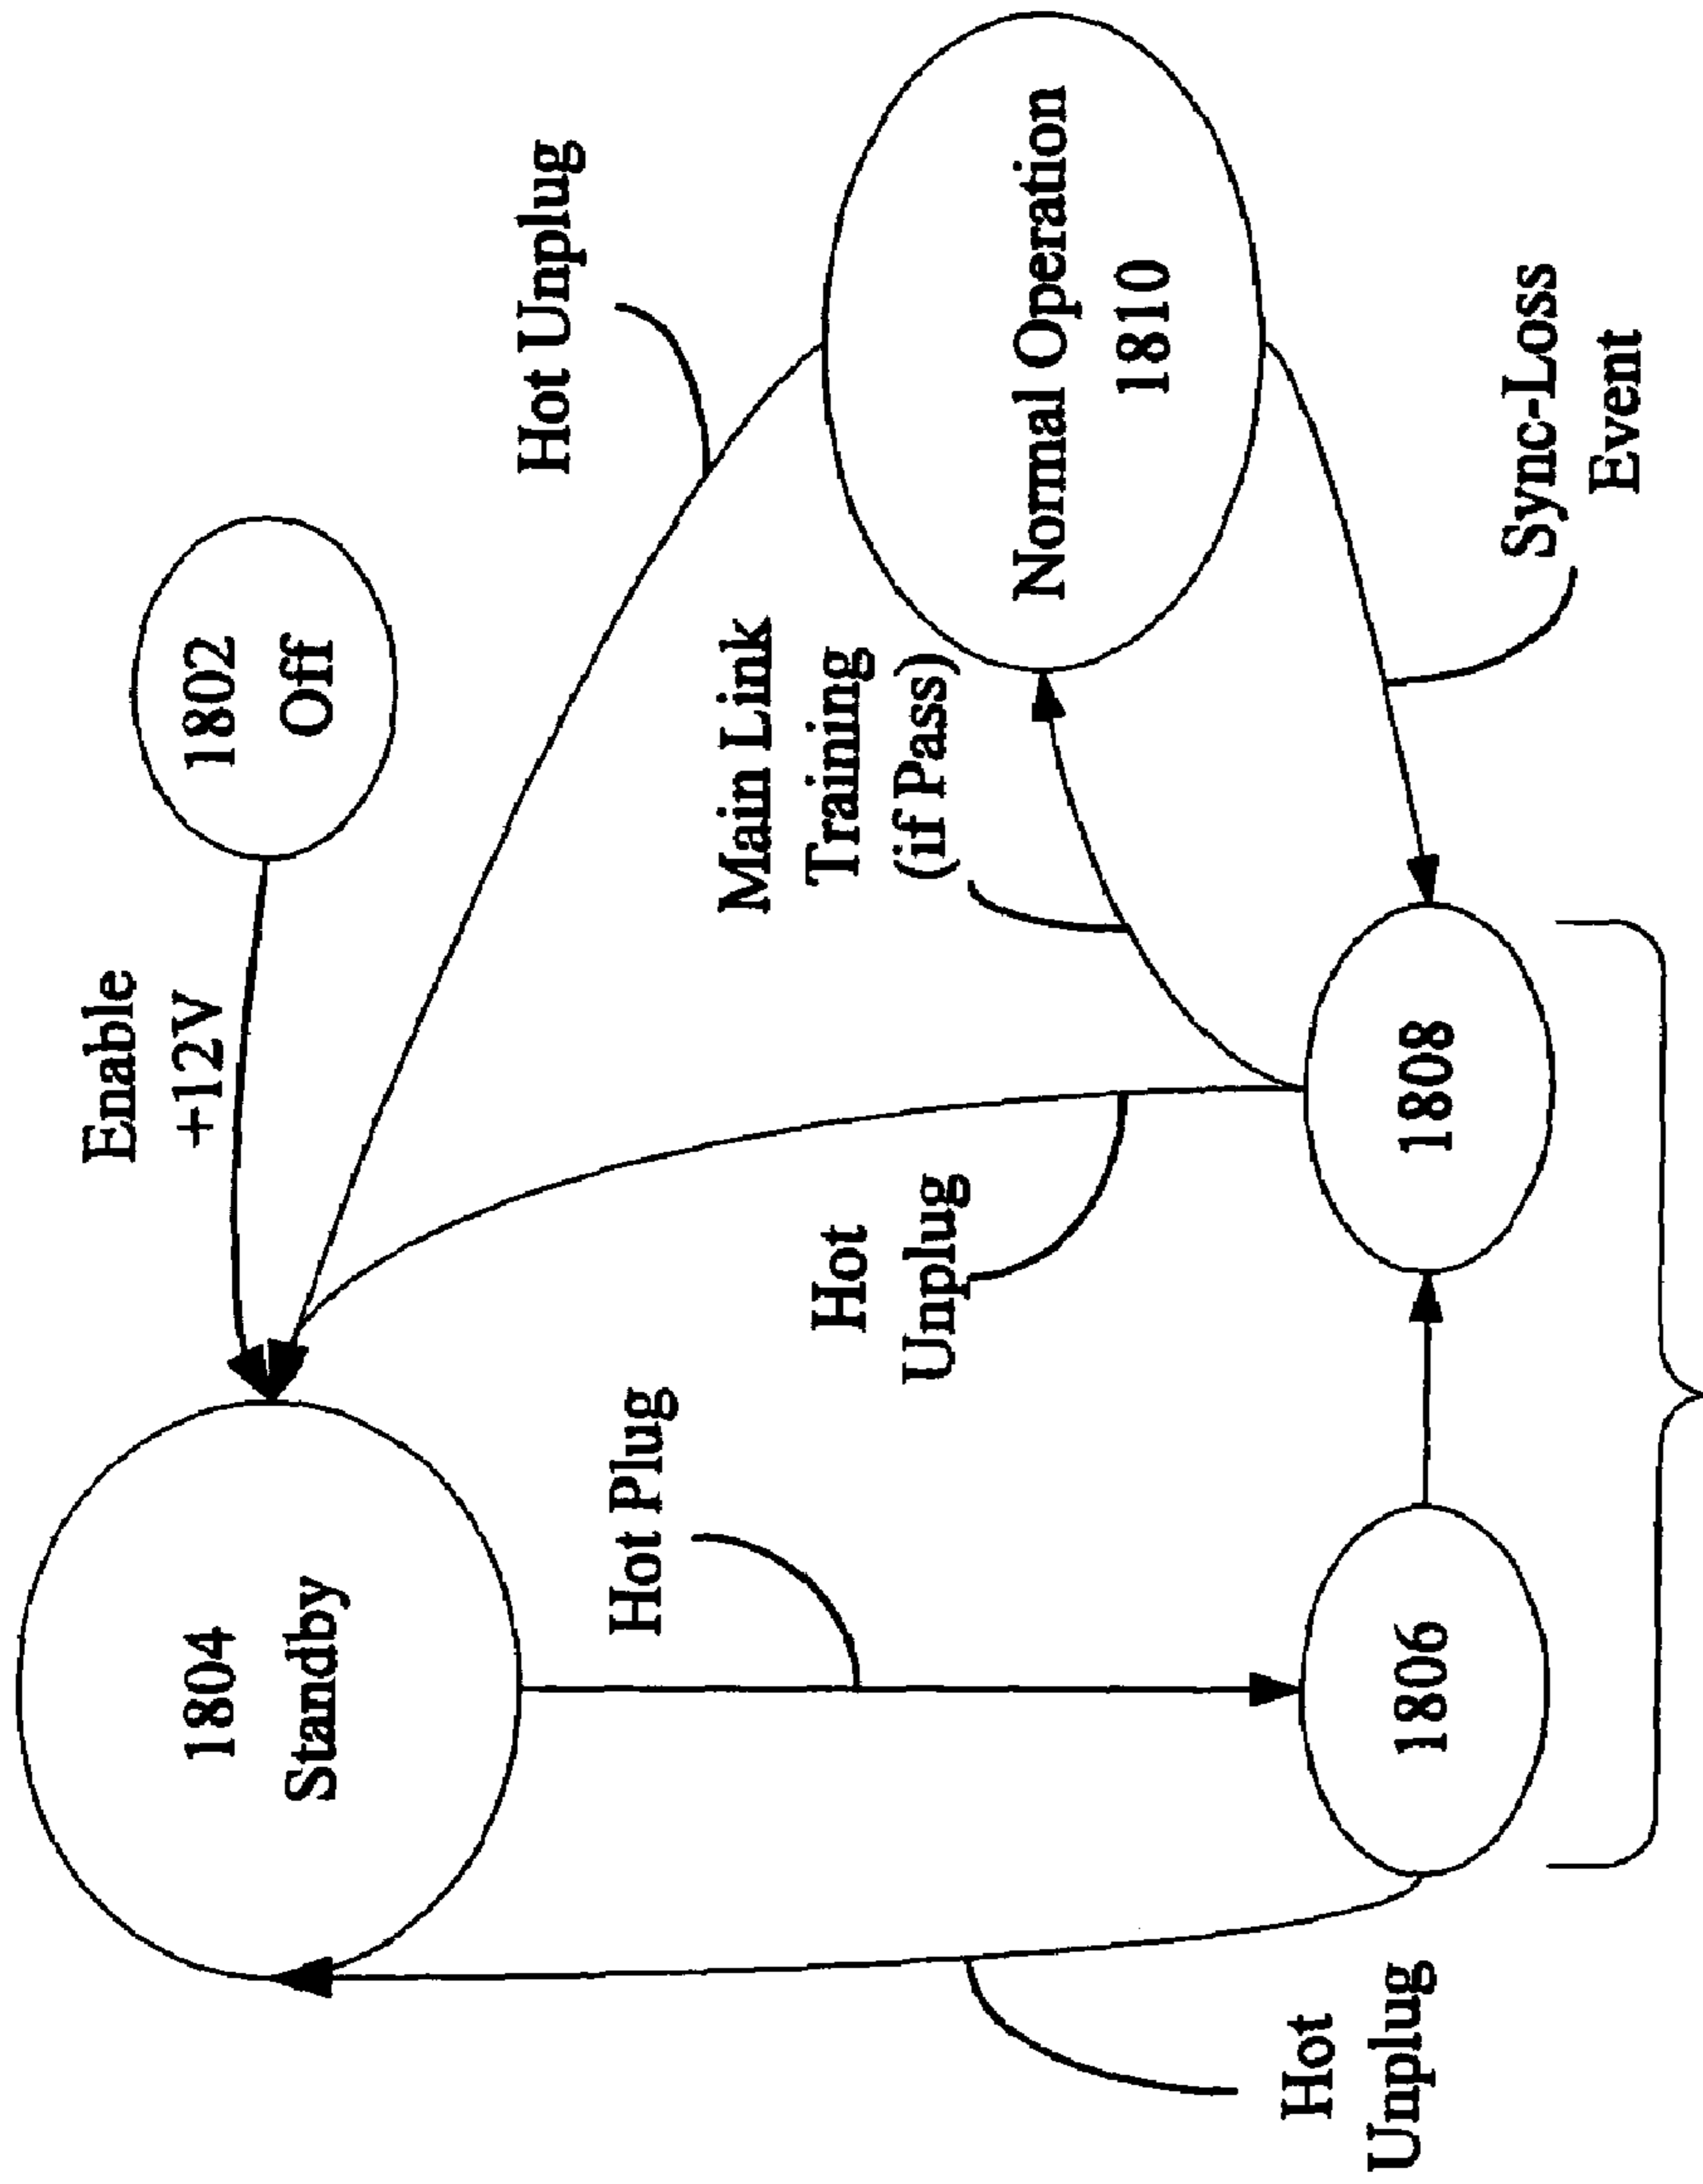 1804
Standby
Enable
+12V
1802
Off
Hot Unplug
Hot Plug
Main Link
Training
(if Pass)
Hot
Unplug
Normal Operation
1810
Hot
Unplug
1806
1808
Sync-Loss
Event